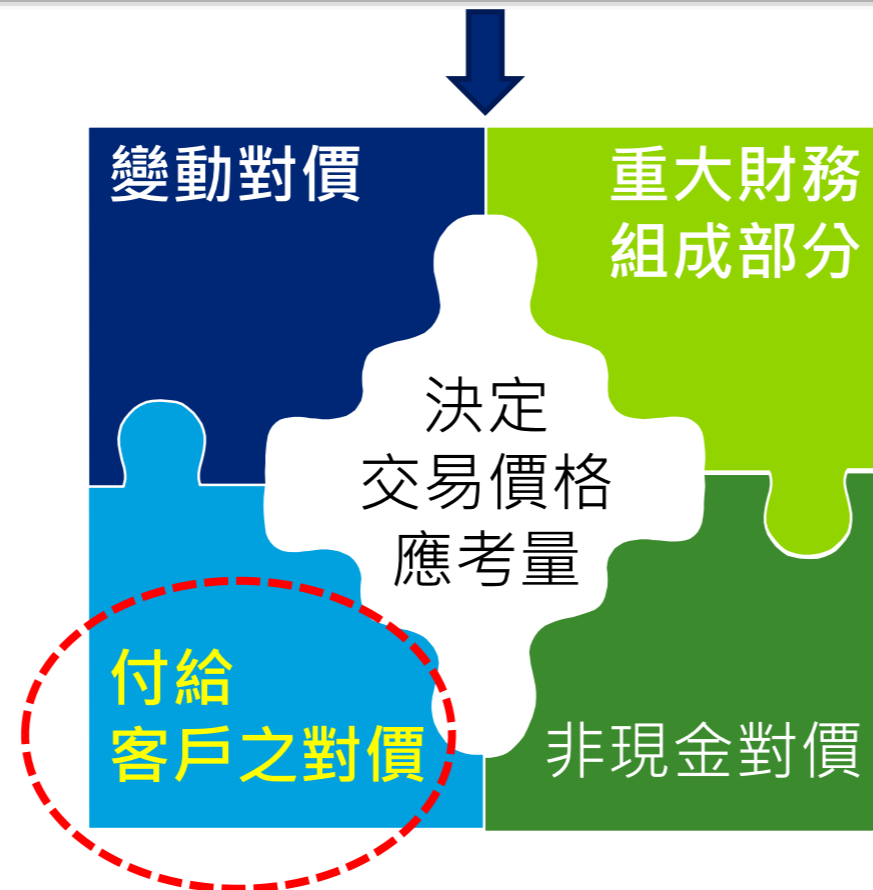 變動對價
重大財務
組成部分
決定
交易價格
應考量
付給
客戶之對價
非現金對價